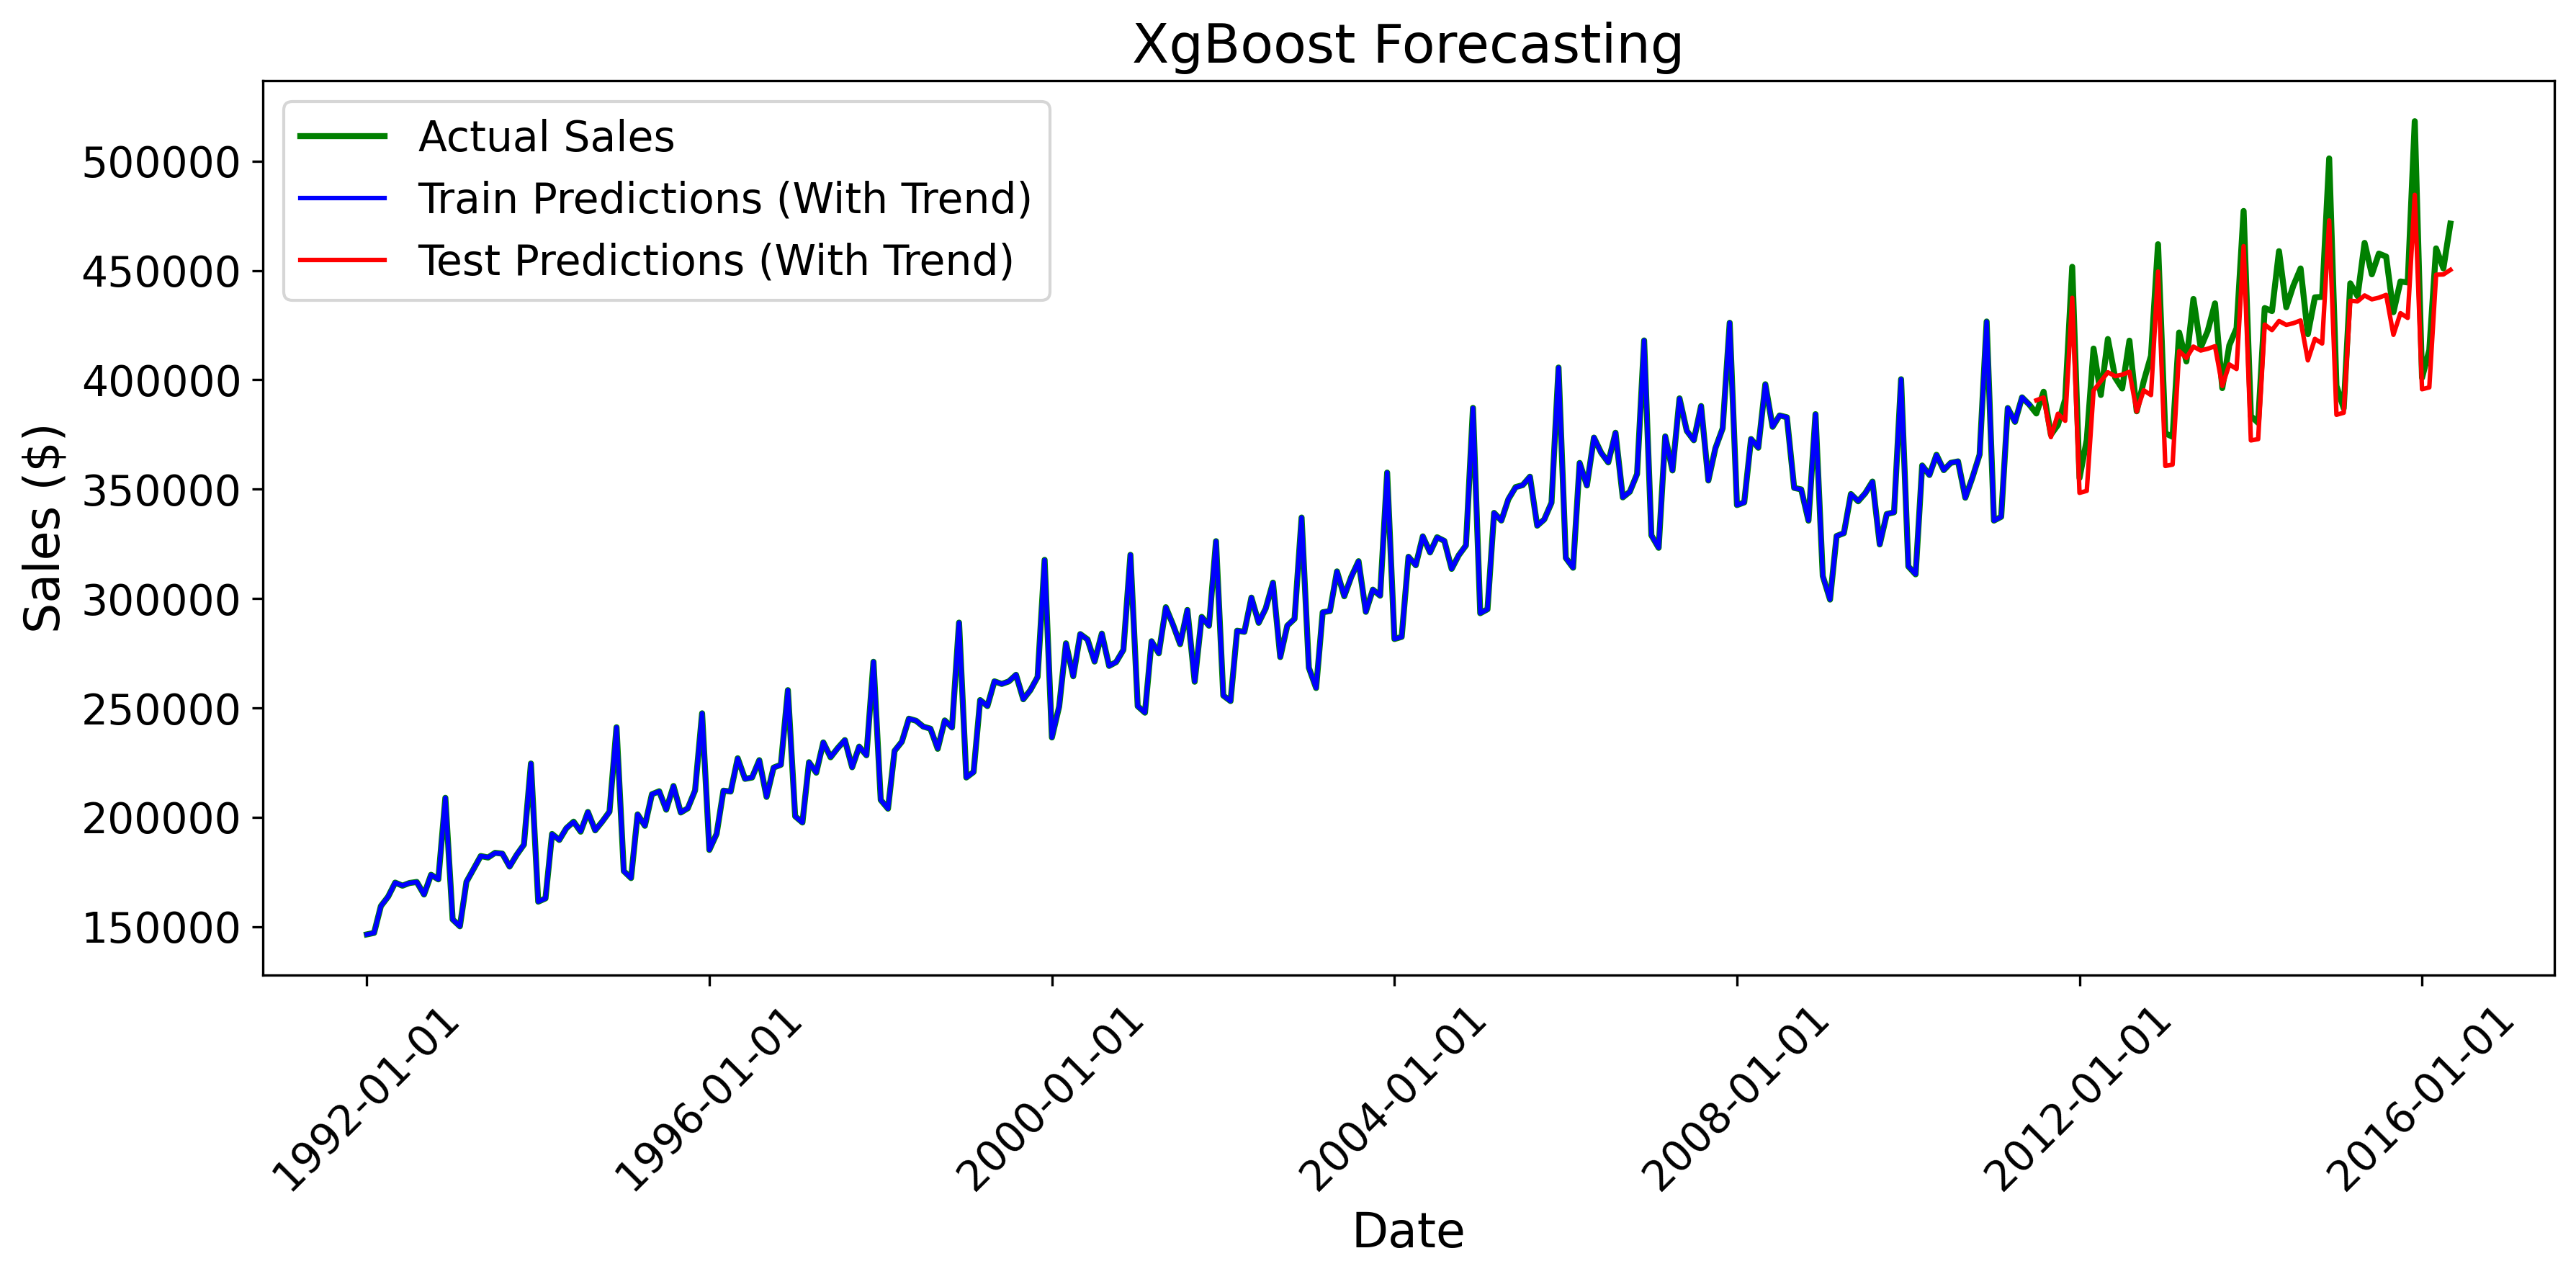 XgBoost Forecasting
Actual Sales
Train Predictions (With Trend)
Test Predictions (With Trend)
500000
450000
400000
350000
300000
250000
200000
150000
Sales ($)
1992-01-01
1996-01-01
2000-01-01
2004-01-01
2008-01-01
2012-01-01
2016-01-01
Date